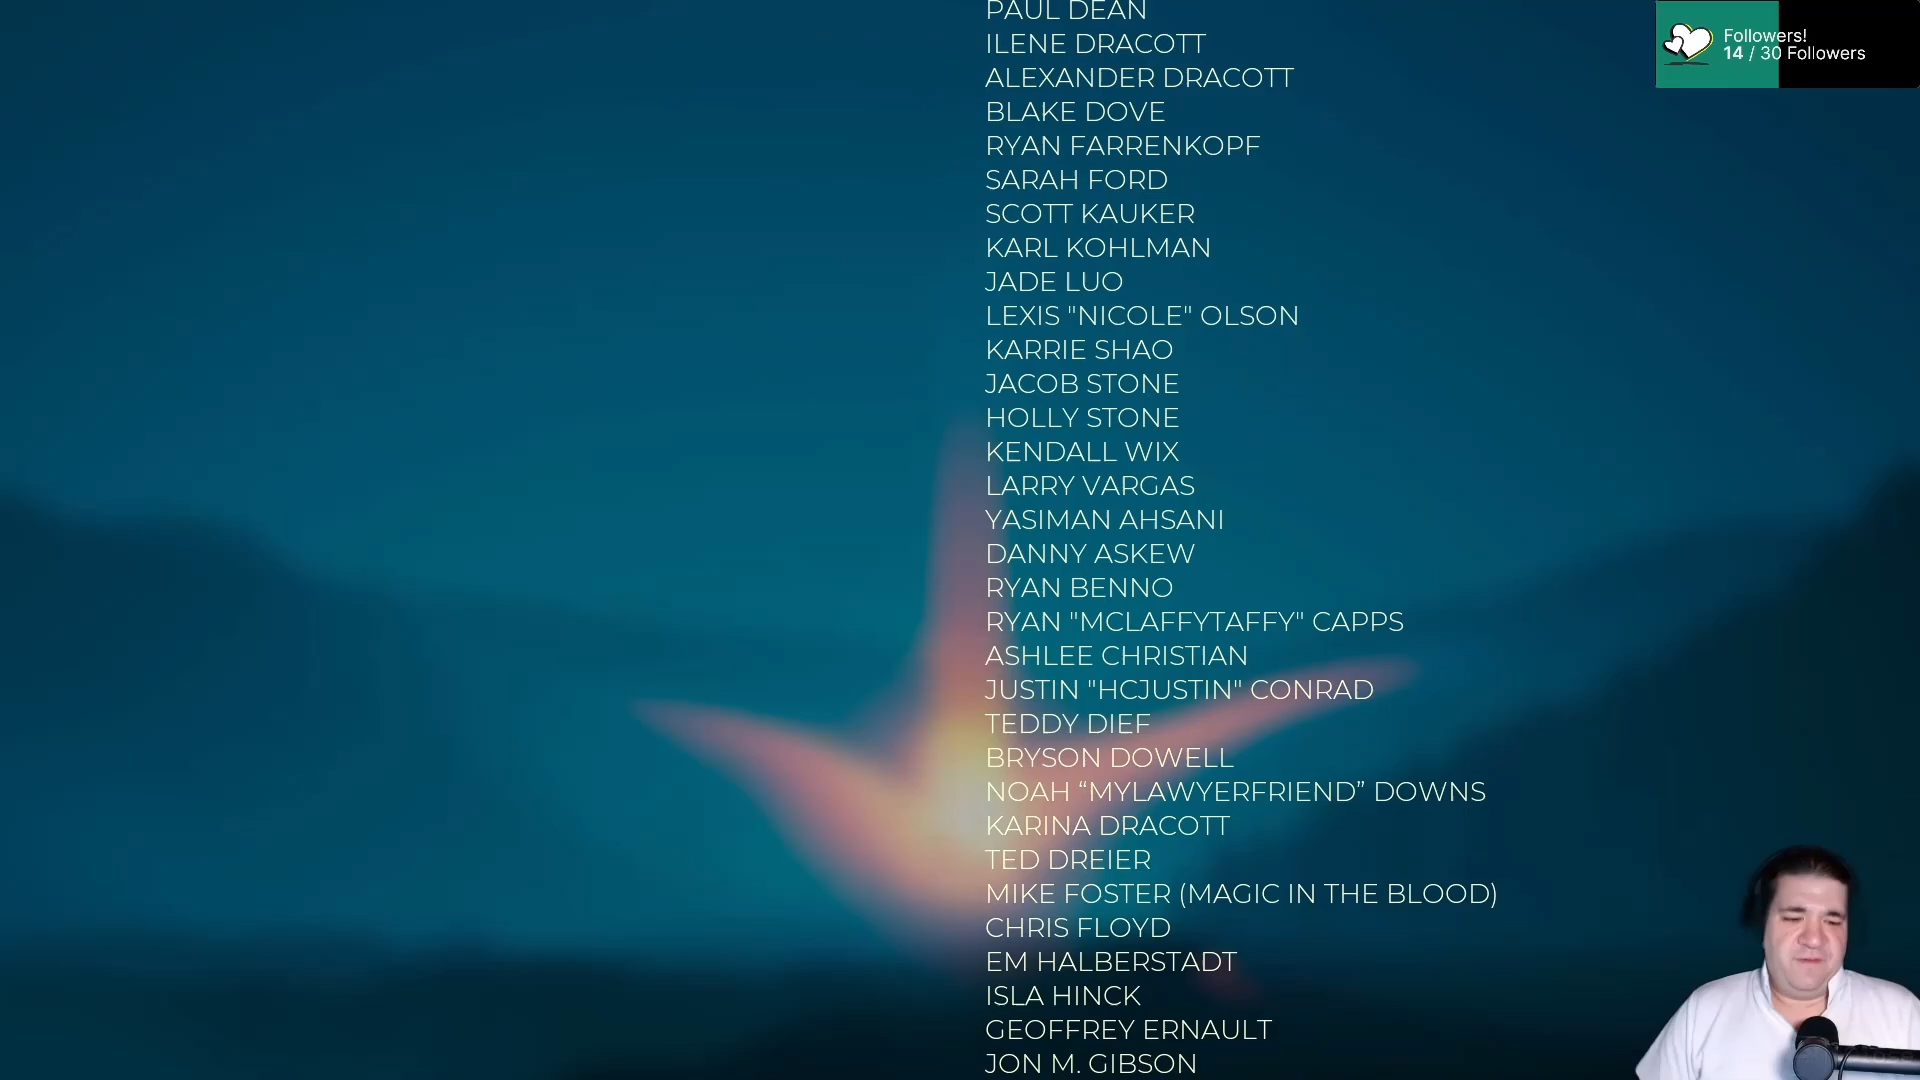 PAUL DEAN
ILENE DRACOTT
ALEXANDER DRACOTT
BLAKE DOVE
RYAN FARRENKOPF
SARAH FORD
SCOTT KAUKER
KARL KOHLMAN
JADE LUO
LEXIS "NICOLE" OLSON
KARRIE SHAO
JACOB STONE
HOLLY STONE
KENDALL WIX
LARRY VARGAS
YASIMAN AHSANI
DANNY ASKEW
RYAN BENNO
RYAN "MCLAFFYTAFFY" CAPPS
ASHLEE CHRISTIAN
JUSTIN "HCJUSTIN" CONRAD
TEDDY DIEF
BRYSON DOWELL
NOAH “MYLAWYERFRIEND” DOWNS
KARINA DRACOTT
TED DREIER
MIKE FOSTER (MAGIC IN THE BLOOD)
CHRIS FLOYD
EM HALBERSTADT
ISLA HINCK
GEOFFREY ERNAULT
JON M. GIBSON
Followers!
14 / 30 Followers